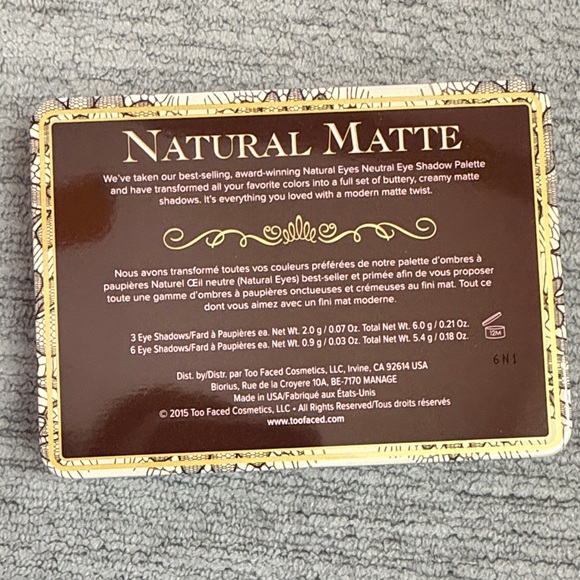 NATURAL MATTE
We've taken our best-selling, award-winning Natural Eyes Neutral Eye Shadow Palette
and have transformed all your favorite colors into a full set of buttery, creamy matte
shadows. It's everything you loved with a modern matte twist.
Nous avons transformé toutes vos couleurs préférées de notre palette d'ombres à
paupières Naturel Œil neutre (Natural Eyes) best-seller et primée afin de vous proposer
toute une gamme d'ombres à paupières onctueuses et crémeuses au fini mat. Tout ce
dont vous aimez avec un fini mat moderne.
3 Eye Shadows/Fard à Paupières ea. Net Wt. 2.0 g / 0.07 Oz. Total Net Wt. 6.0 g / 0.21 Oz.
6 Eye Shadows/Fard à Paupières ea. Net Wt. 0.9 g / 0.03 Oz. Total Net Wt. 5.4 g / 0.18 Oz.
12M
6N1
Dist. by/Distr. par Too Faced Cosmetics, LLC, Irvine, CA 92614 USA
Biorius, Rue de la Croyere 10A, BE-7170 MANAGE
Made in USA/Fabriqué aux États-Unis
© 2015 Too Faced Cosmetics, LLC • All Rights Reserved/Tous droits réservés
www.toofaced.com